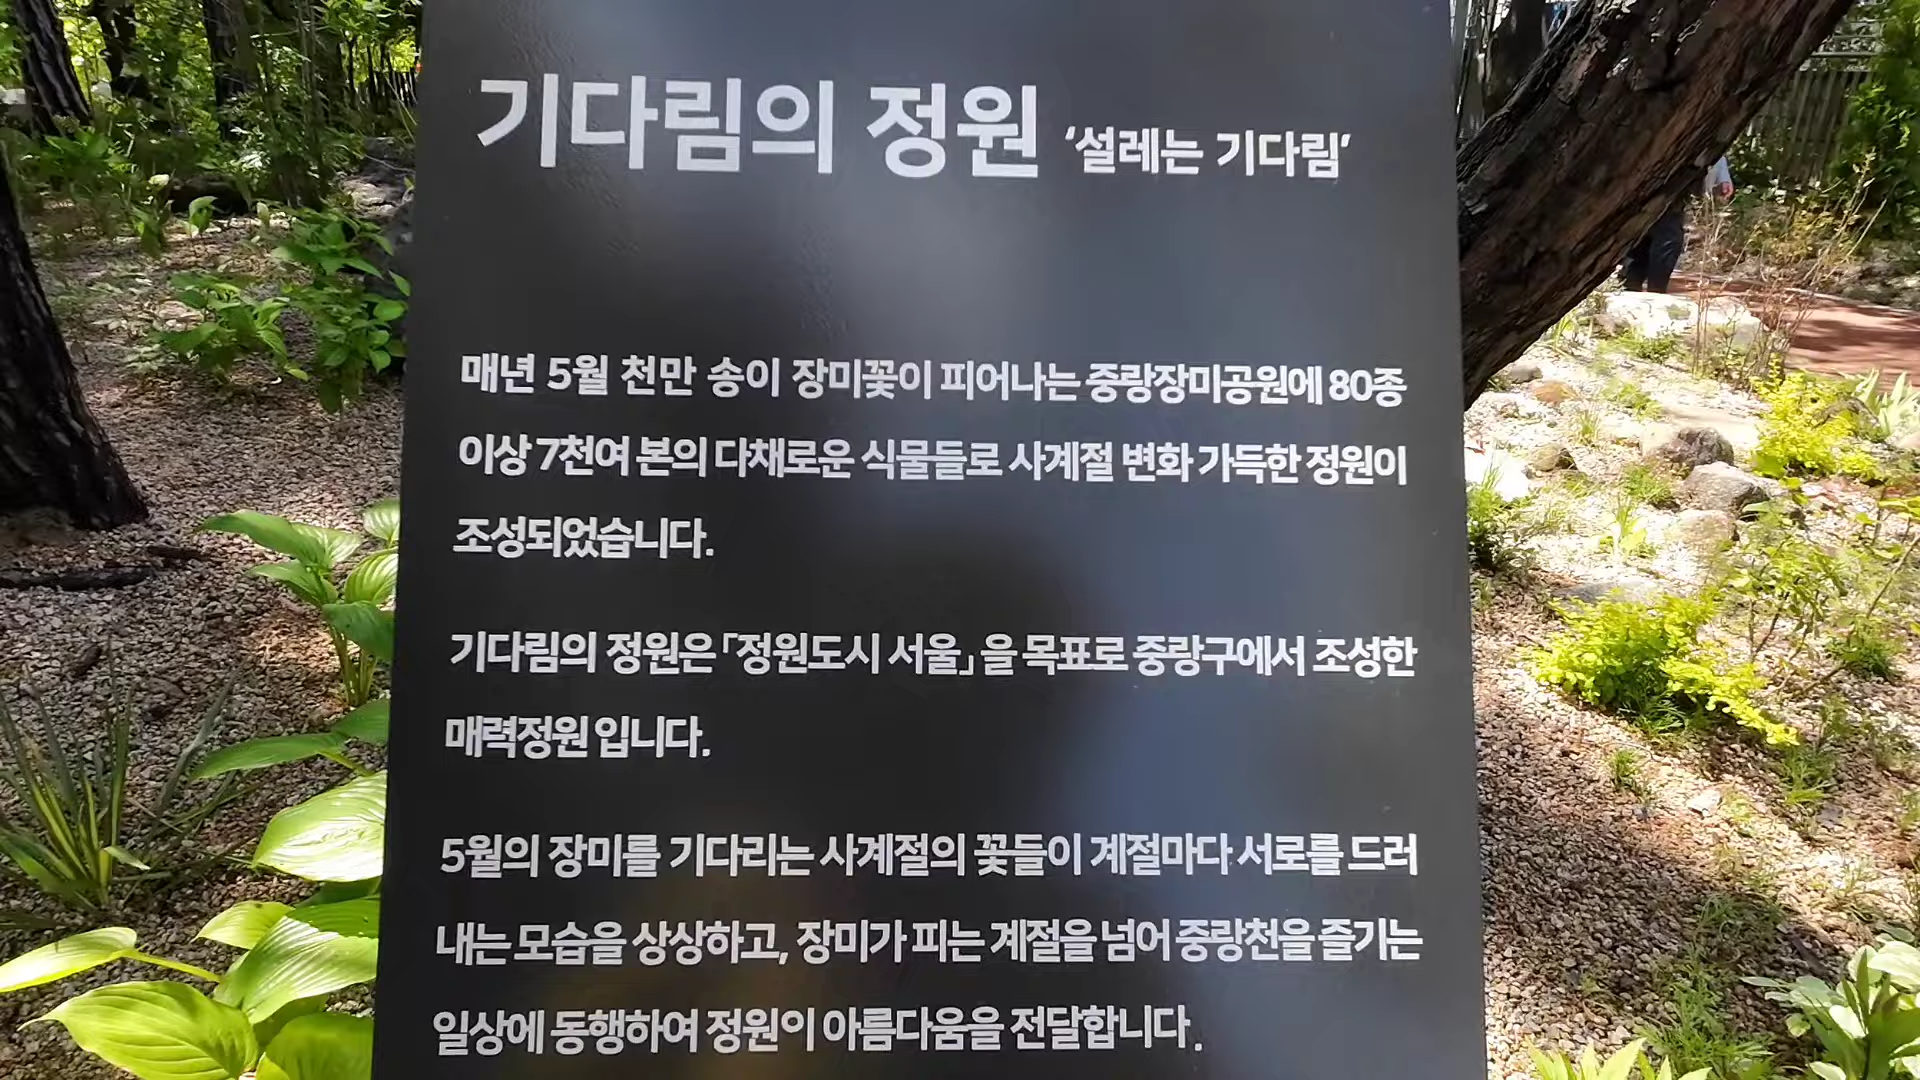 기다림의 정원 ‘설레는 기다림’
매년 5월 천만 송이 장미꽃이 피어나는 중랑장미공원에 80종
이상 7천여 본의 다채로운 식물들로 사계절 변화 가득한 정원이
조성되었습니다.
기다림의 정원은 「정원도시 서울」 을 목표로 중랑구에서 조성한
매력정원 입니다.
5월의 장미를 기다리는 사계절의 꽃들이 계절마다 서로를 드러
내는 모습을 상상하고, 장미가 피는 계절을 넘어 중랑천을 즐기는
일상에 동행하여 정원이 아름다움을 전달합니다.